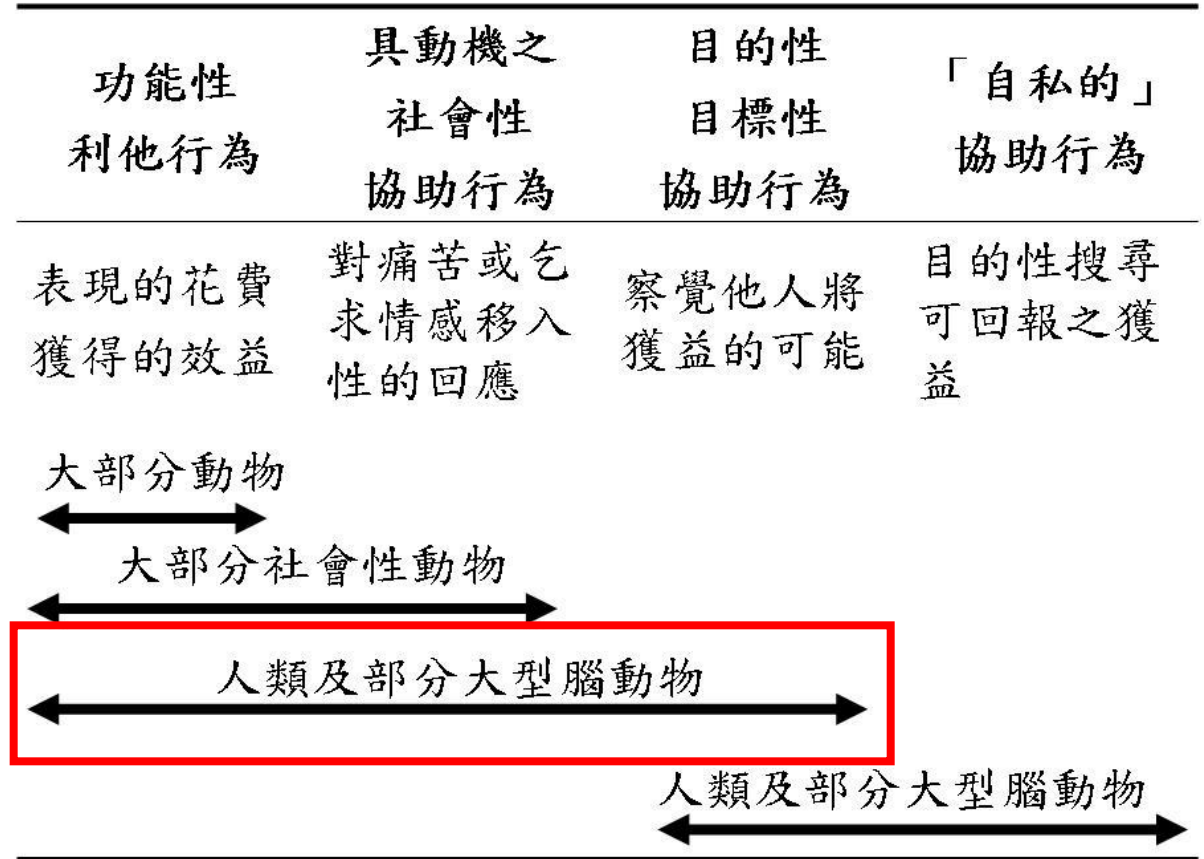 功能性
利他行為
具動機之
社會性
協助行為
目的性
目標性
協助行為
「自私的」
協助行為
表現的花費
獲得的效益
對痛苦或乞
求情感移入
性的回應
察覺他人將
獲益的可能
目的性搜尋
可回報之獲
益
大部分動物
大部分社會性動物
人類及部分大型腦動物
人類及部分大型腦動物